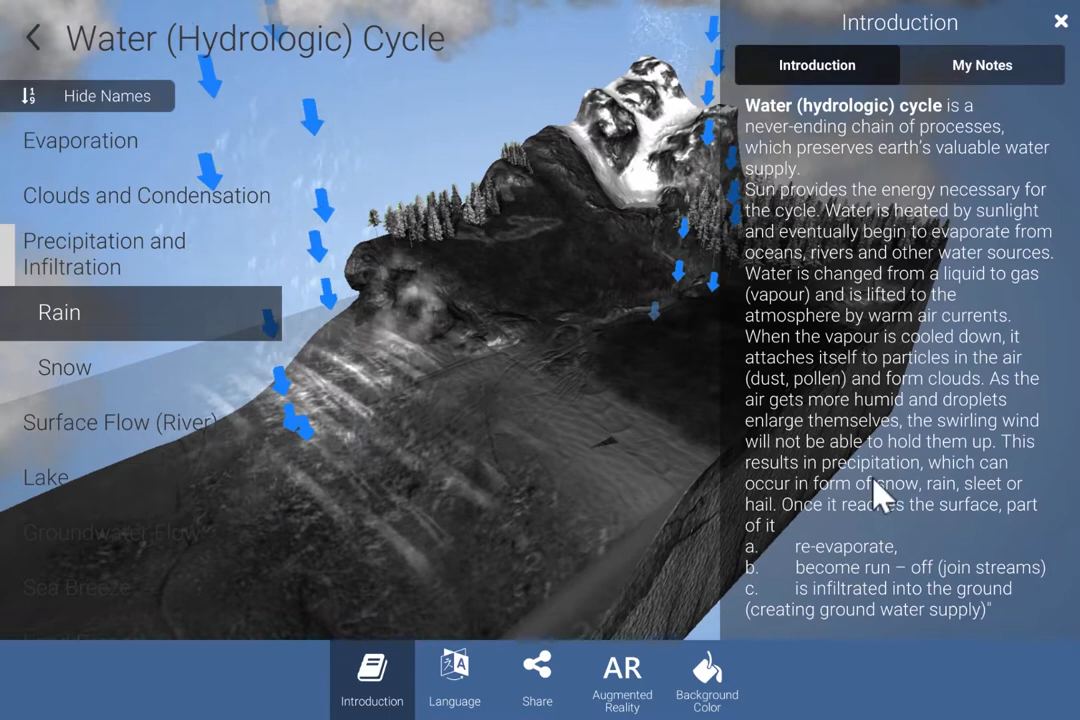 Water (Hydrologic) Cycle
Hide Names
Evaporation
Clouds and Condensation
Precipitation and
Infiltration
Rain
Snow
Surface Flow (River)
Lake
Groundwater Flow
Sea Breeze
Introduction
Introduction
My Notes
Water (hydrologic) cycle is a
never-ending chain of processes,
which preserves earth's valuable water
supply.
Sun provides the energy necessary for
the cycle. Water is heated by sunlight
and eventually begin to evaporate from
oceans, rivers and other water sources.
Water is changed from a liquid to gas
(vapour) and is lifted to the
atmosphere by warm air currents.
When the vapour is cooled down, it
attaches itself to particles in the air
(dust, pollen) and form clouds. As the
air gets more humid and droplets
enlarge themselves, the swirling wind
will not be able to hold them up. This
results in precipitation, which can
occur in form of snow, rain, sleet or
hail. Once it reaches the surface, part
of it
a. re-evaporate,
b. become run – off (join streams)
c. is infiltrated into the ground
(creating ground water supply)"
Introduction
Language
Share
AR
Augmented
Reality
Background
Color